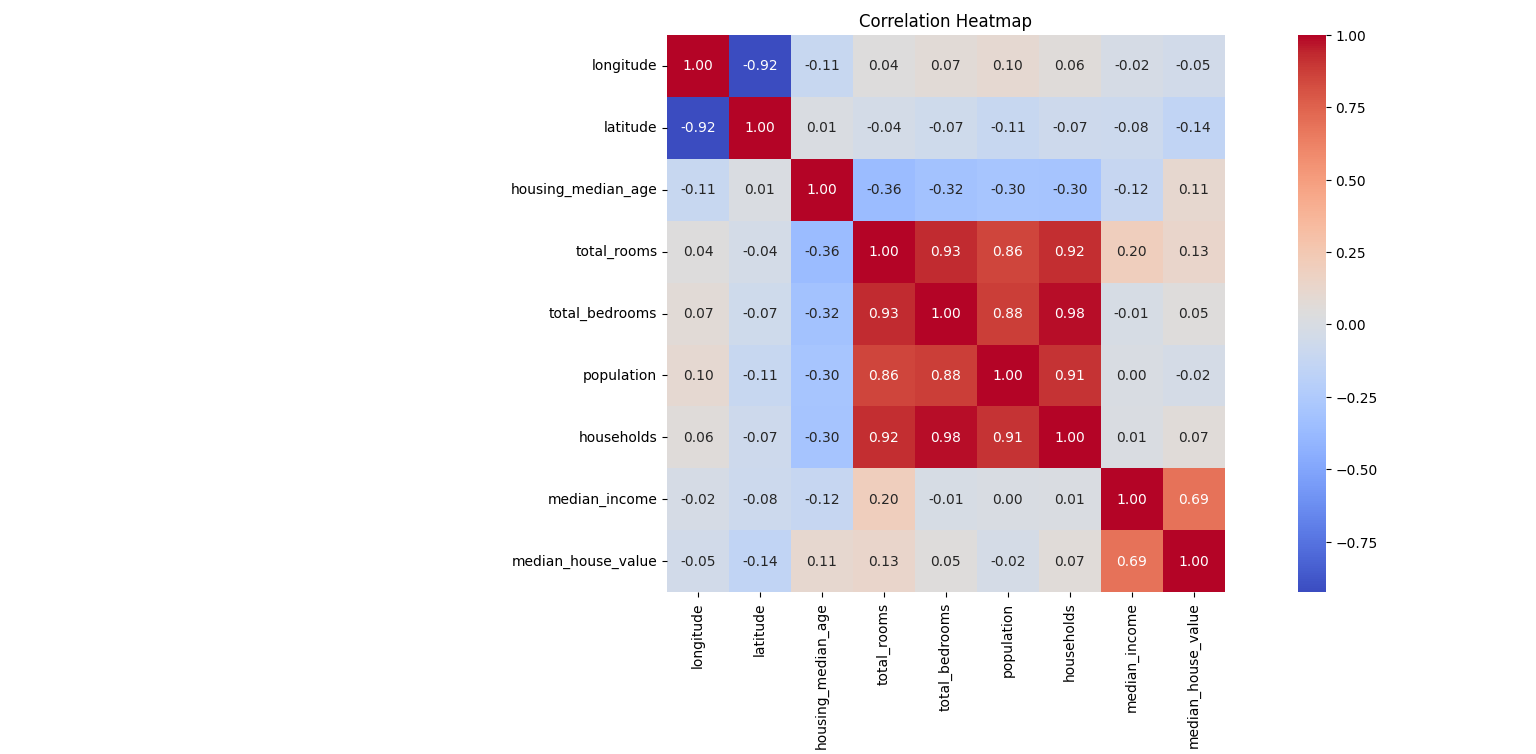 Correlation Heatmap
longitude 1.00 -0.92 -0.11 0.04 0.07 0.10 0.06 -0.02 -0.05
latitude -0.92 1.00 0.01 -0.04 -0.07 -0.11 -0.07 -0.08 -0.14
housing_median_age -0.11 0.01 1.00 -0.36 -0.32 -0.30 -0.30 -0.12 0.11
total_rooms 0.04 -0.04 -0.36 1.00 0.93 0.86 0.92 0.20 0.13
total_bedrooms 0.07 -0.07 -0.32 0.93 1.00 0.88 0.98 -0.01 0.05
population 0.10 -0.11 -0.30 0.86 0.88 1.00 0.91 0.00 -0.02
households 0.06 -0.07 -0.30 0.92 0.98 0.91 1.00 0.01 0.07
median_income -0.02 -0.08 -0.12 0.20 -0.01 0.00 0.01 1.00 0.69
median_house_value -0.05 -0.14 0.11 0.13 0.05 -0.02 0.07 0.69 1.00
longitude
latitude
housing_median_age
total_rooms
total_bedrooms
population
households
median_income
median_house_value
1.00
0.75
0.50
0.25
0.00
−0.25
−0.50
−0.75